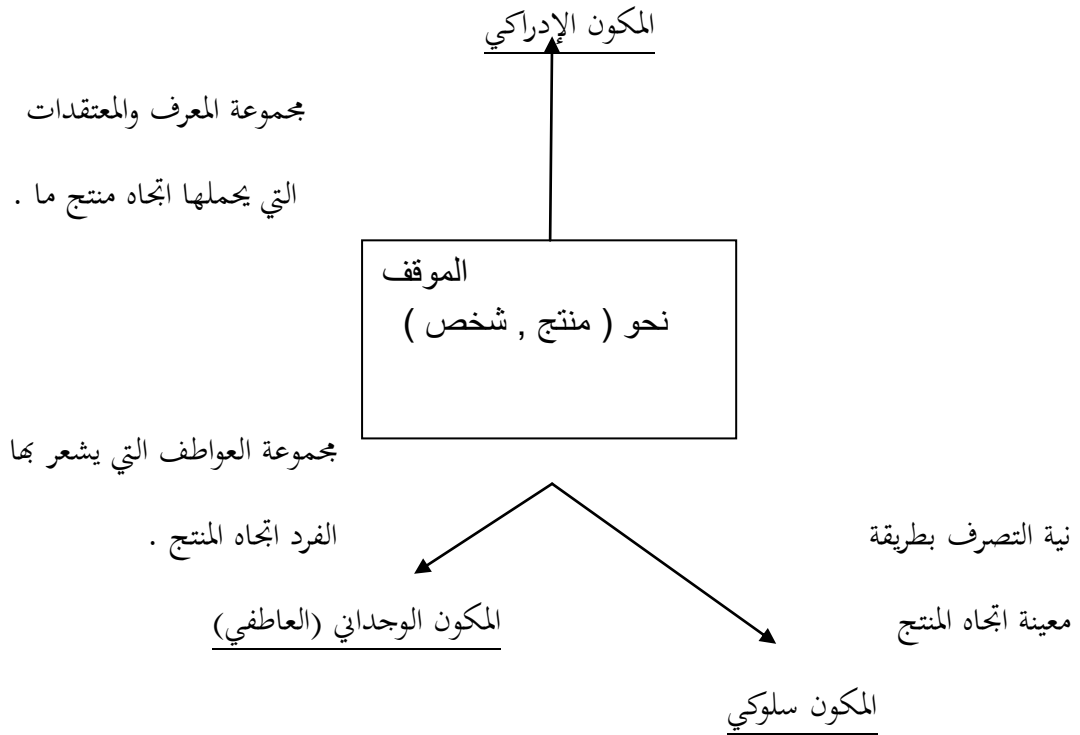 المكون الإدراكي
مجموعة المعرف والمعتقدات
التي يحملها اتجاه منتج ما .
الموقف
نحو ( منتج , شخص )
مجموعة العواطف التي يشعر بها
الفرد اتجاه المنتج .
نية التصرف بطريقة
معينة اتجاه المنتج
المكون الوجداني (العاطفي)
المكون سلوكي